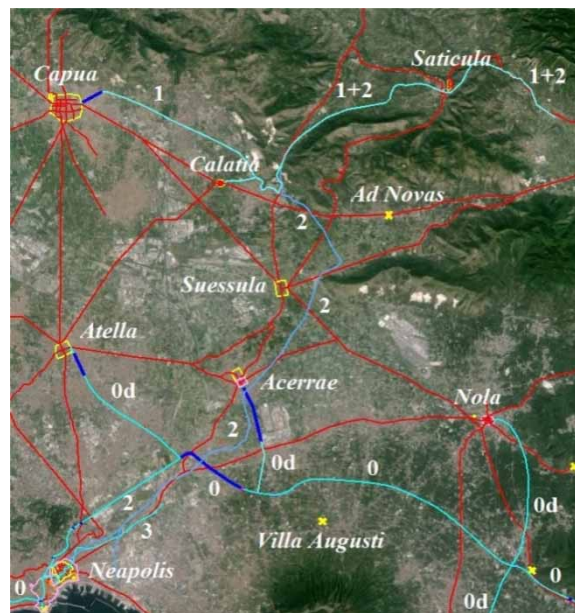 Saticula
Capua
1
1+2
1+2
Calatia
Ad Novas
2
Suessula
2
Atella
Acerrae
0d
Nola
2
0d
0
0
2
0d
3
Villa Augusti
Neapolis
0
0
0d